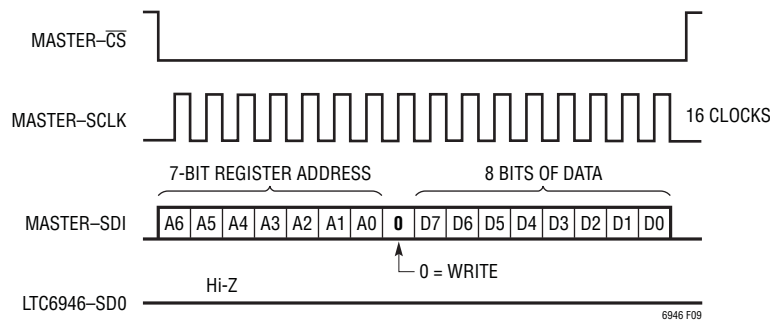 MASTER–C̅S̅
MASTER–SCLK
16 CLOCKS
7-BIT REGISTER ADDRESS
8 BITS OF DATA
MASTER–SDI
A6 A5 A4 A3 A2 A1 A0 0 D7 D6 D5 D4 D3 D2 D1 D0
0 = WRITE
Hi-Z
LTC6946–SD0
6946 F09